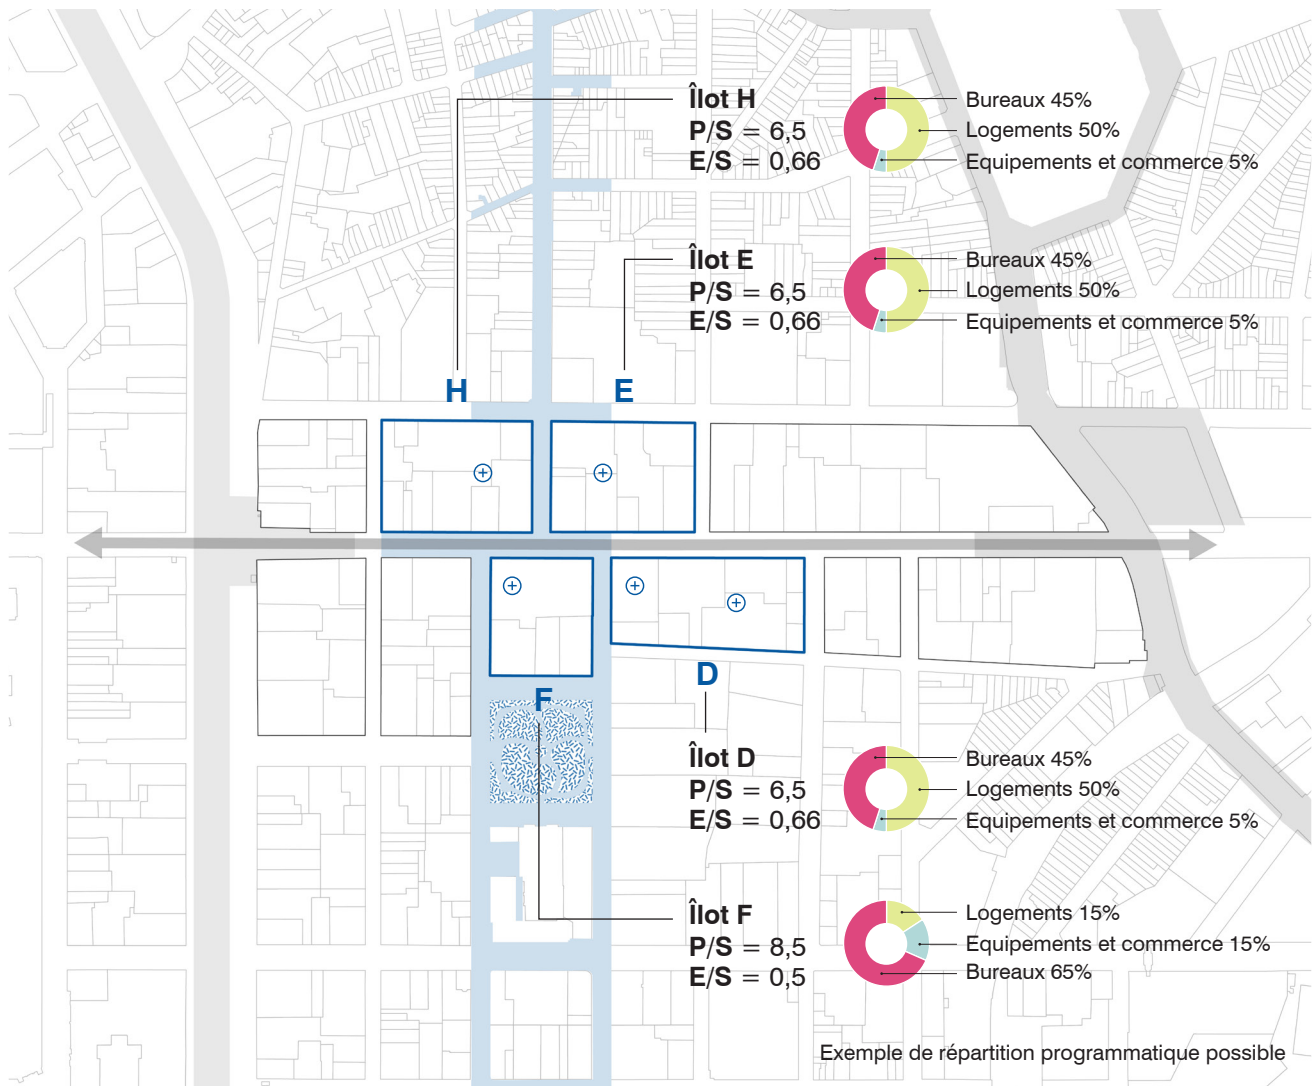 Îlot H
P/S = 6,5
E/S = 0,66
Bureaux 45%
Logements 50%
Equipements et commerce 5%
Îlot E
P/S = 6,5
E/S = 0,66
Bureaux 45%
Logements 50%
Equipements et commerce 5%
H
E
F
D
Îlot D
P/S = 6,5
E/S = 0,66
Bureaux 45%
Logements 50%
Equipements et commerce 5%
Îlot F
P/S = 8,5
E/S = 0,5
Logements 15%
Equipements et commerce 15%
Bureaux 65%
Exemple de répartition programmatique possible